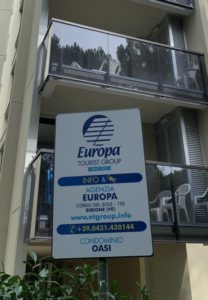 Europa
TOURIST GROUP
INFO &
AGENZIA
EUROPA
CORSO DEL SOLE - 102
BIBIONE (VE)
www.etgroup.info
+39.0431.430144
CONDOMINIO
OASI